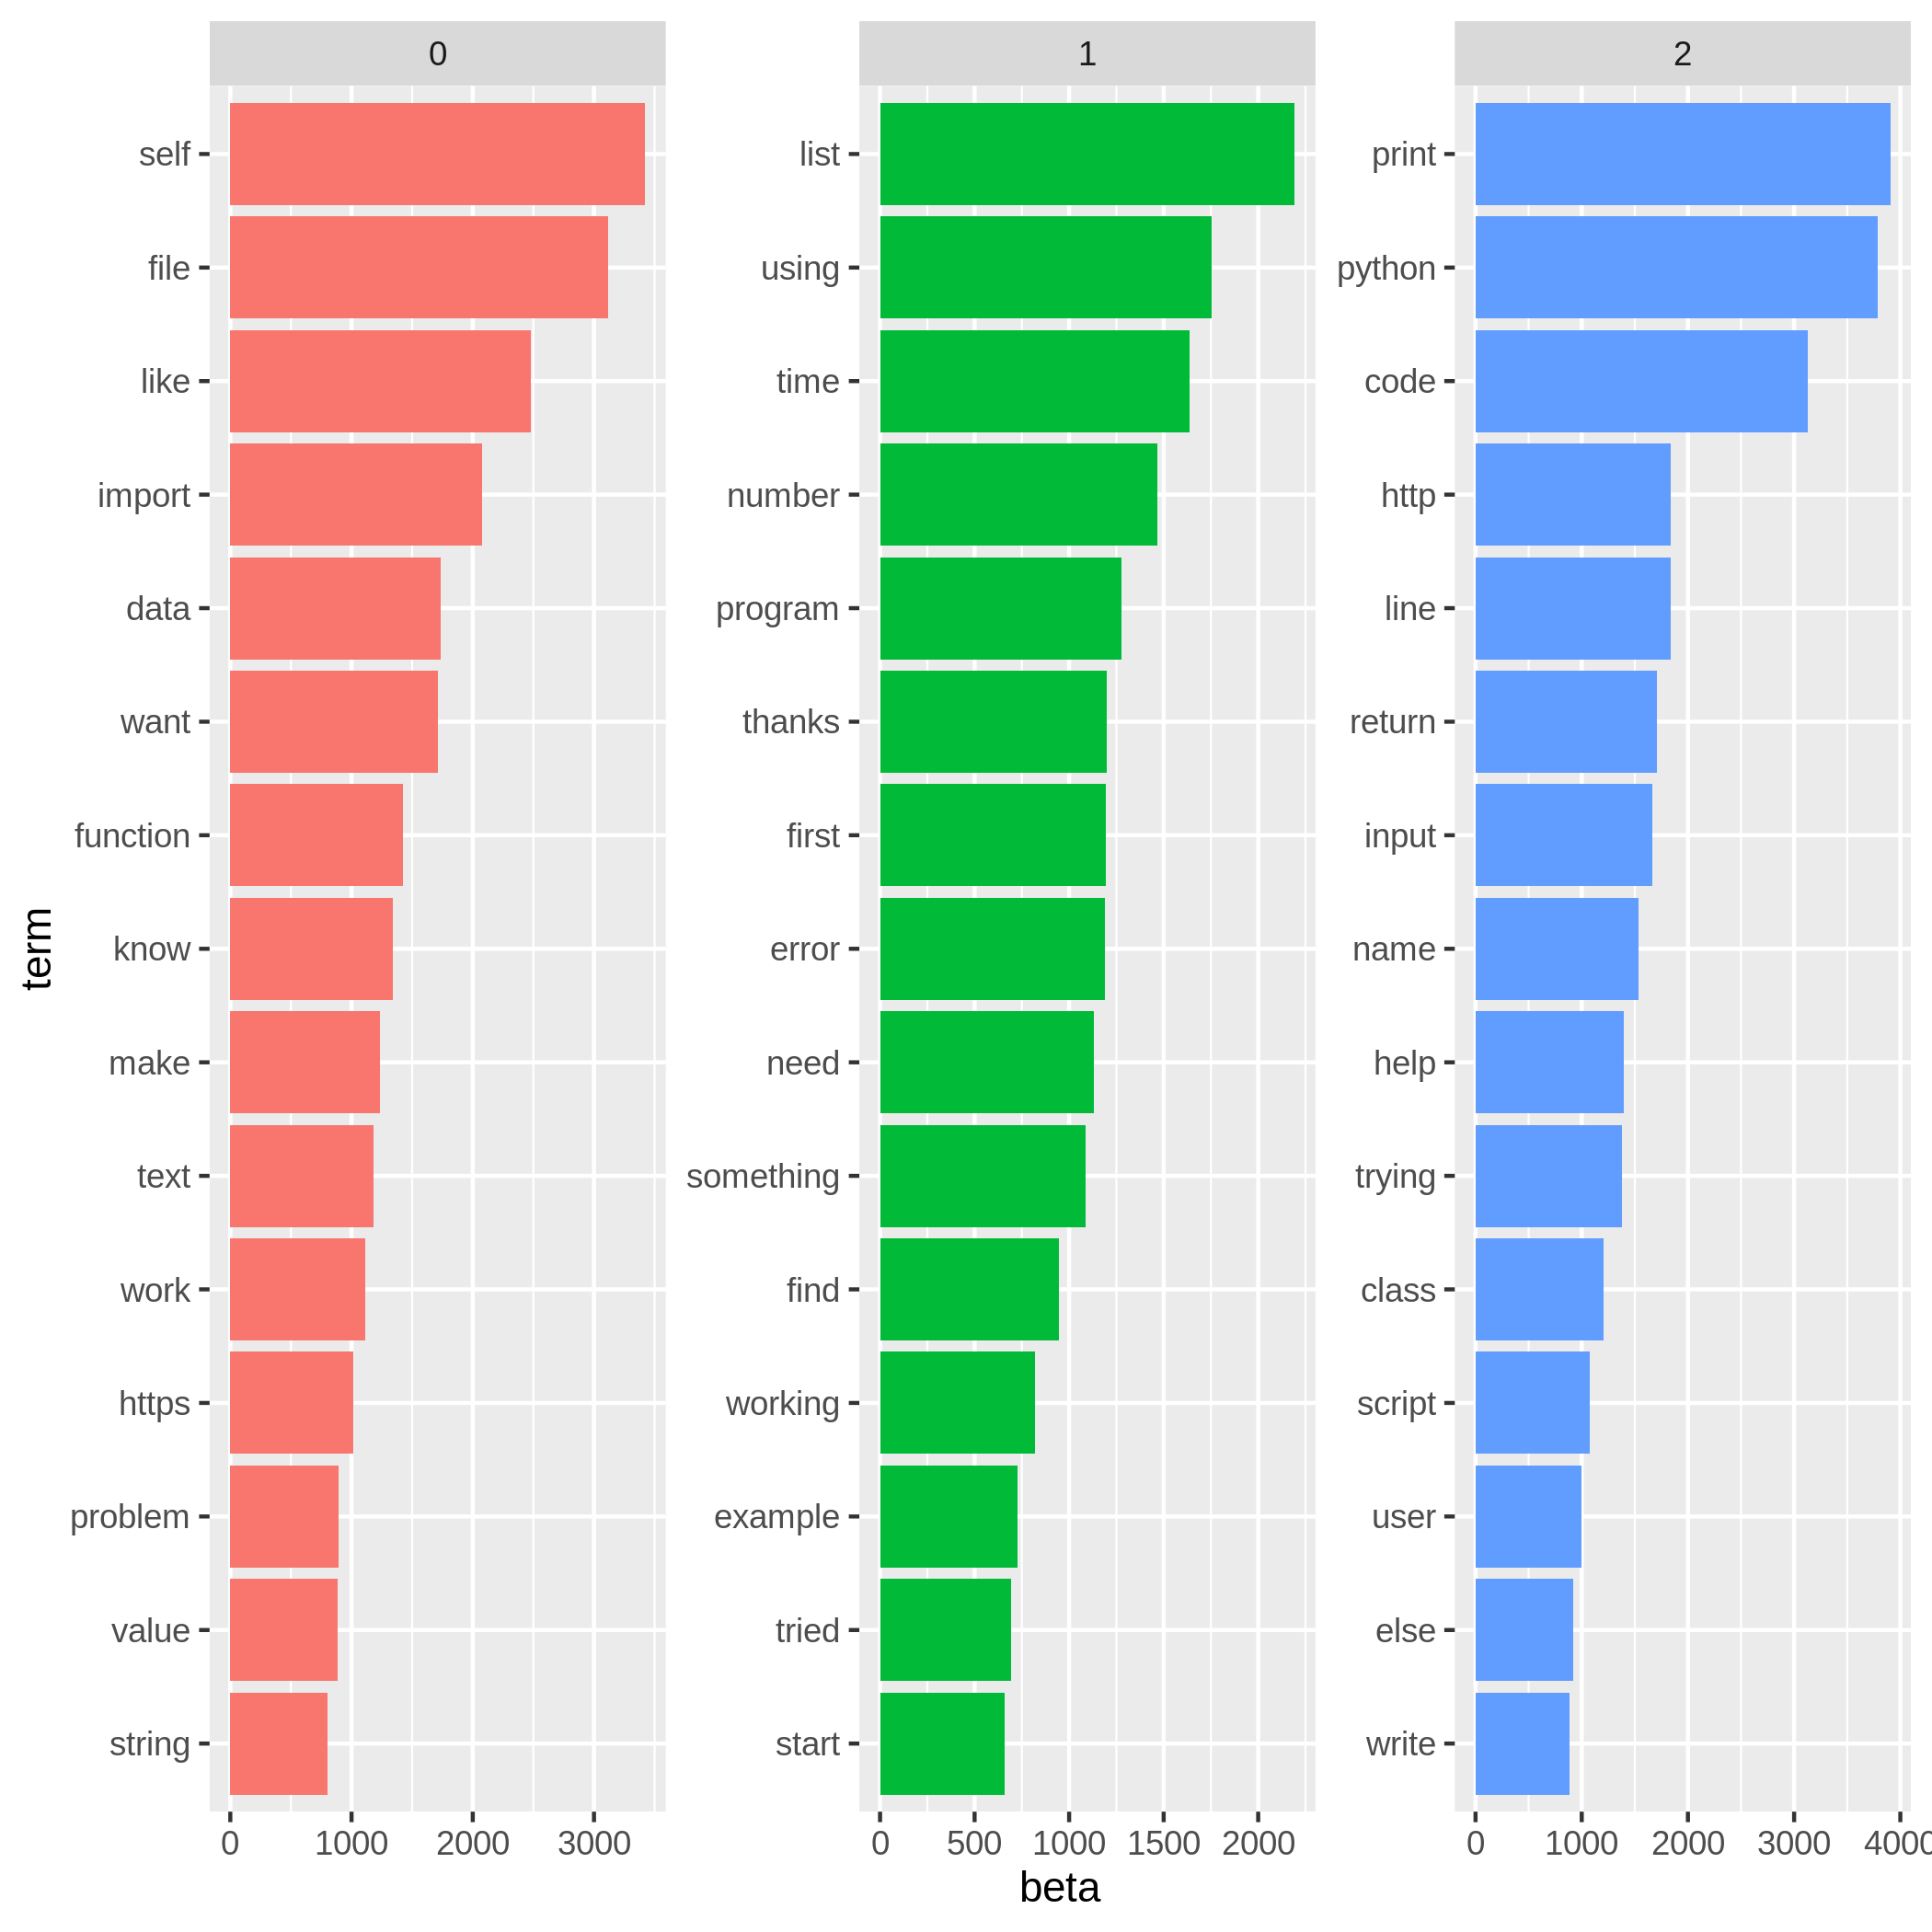 0
1
2
term
self
file
like
import
data
want
function
know
make
text
work
https
problem
value
string
0 1000 2000 3000
list
using
time
number
program
thanks
first
error
need
something
find
working
example
tried
start
0 500 1000 1500 2000
print
python
code
http
line
return
input
name
help
trying
class
script
user
else
write
0 1000 2000 3000 4000
beta